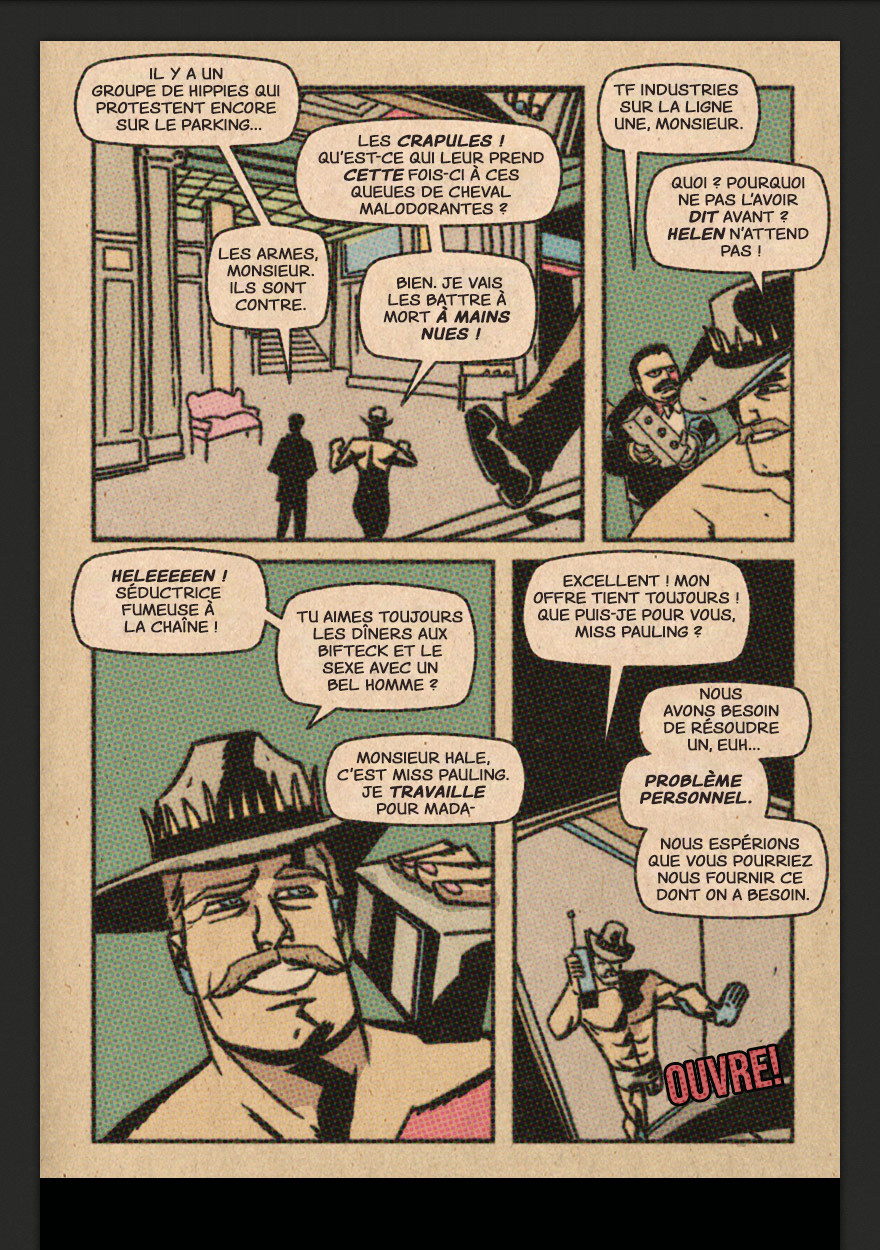 IL Y A UN
GROUPE DE HIPPIES QUI
PROTESTENT ENCORE
SUR LE PARKING...
LES CRAPULES !
QU'EST-CE QUI LEUR PREND
CETTE FOIS-CI À CES
QUEUES DE CHEVAL
MALODORANTES ?
LES ARMES,
MONSIEUR.
ILS SONT
CONTRE.
BIEN. JE VAIS
LES BATTRE À
MORT À MAINS
NUES !
TF INDUSTRIES
SUR LA LIGNE
UNE, MONSIEUR.
QUOI ? POURQUOI
NE PAS L'AVOIR
DIT AVANT ?
HELEN N'ATTEND
PAS !
HELEEEEEN !
SÉDUCTRICE
FUMEUSE À
LA CHAÎNE !
TU AIMES TOUJOURS
LES DÎNERS AUX
BIFTECK ET LE
SEXE AVEC UN
BEL HOMME ?
MONSIEUR HALE,
C'EST MISS PAULING.
JE TRAVAILLE
POUR MADA-
EXCELLENT ! MON
OFFRE TIENT TOUJOURS !
QUE PUIS-JE POUR VOUS,
MISS PAULING ?
NOUS
AVONS BESOIN
DE RÉSOUDRE
UN, EUH...
PROBLÈME
PERSONNEL.
NOUS ESPÉRIONS
QUE VOUS POURRIEZ
NOUS FOURNIR CE
DONT ON A BESOIN.
OUVRE!